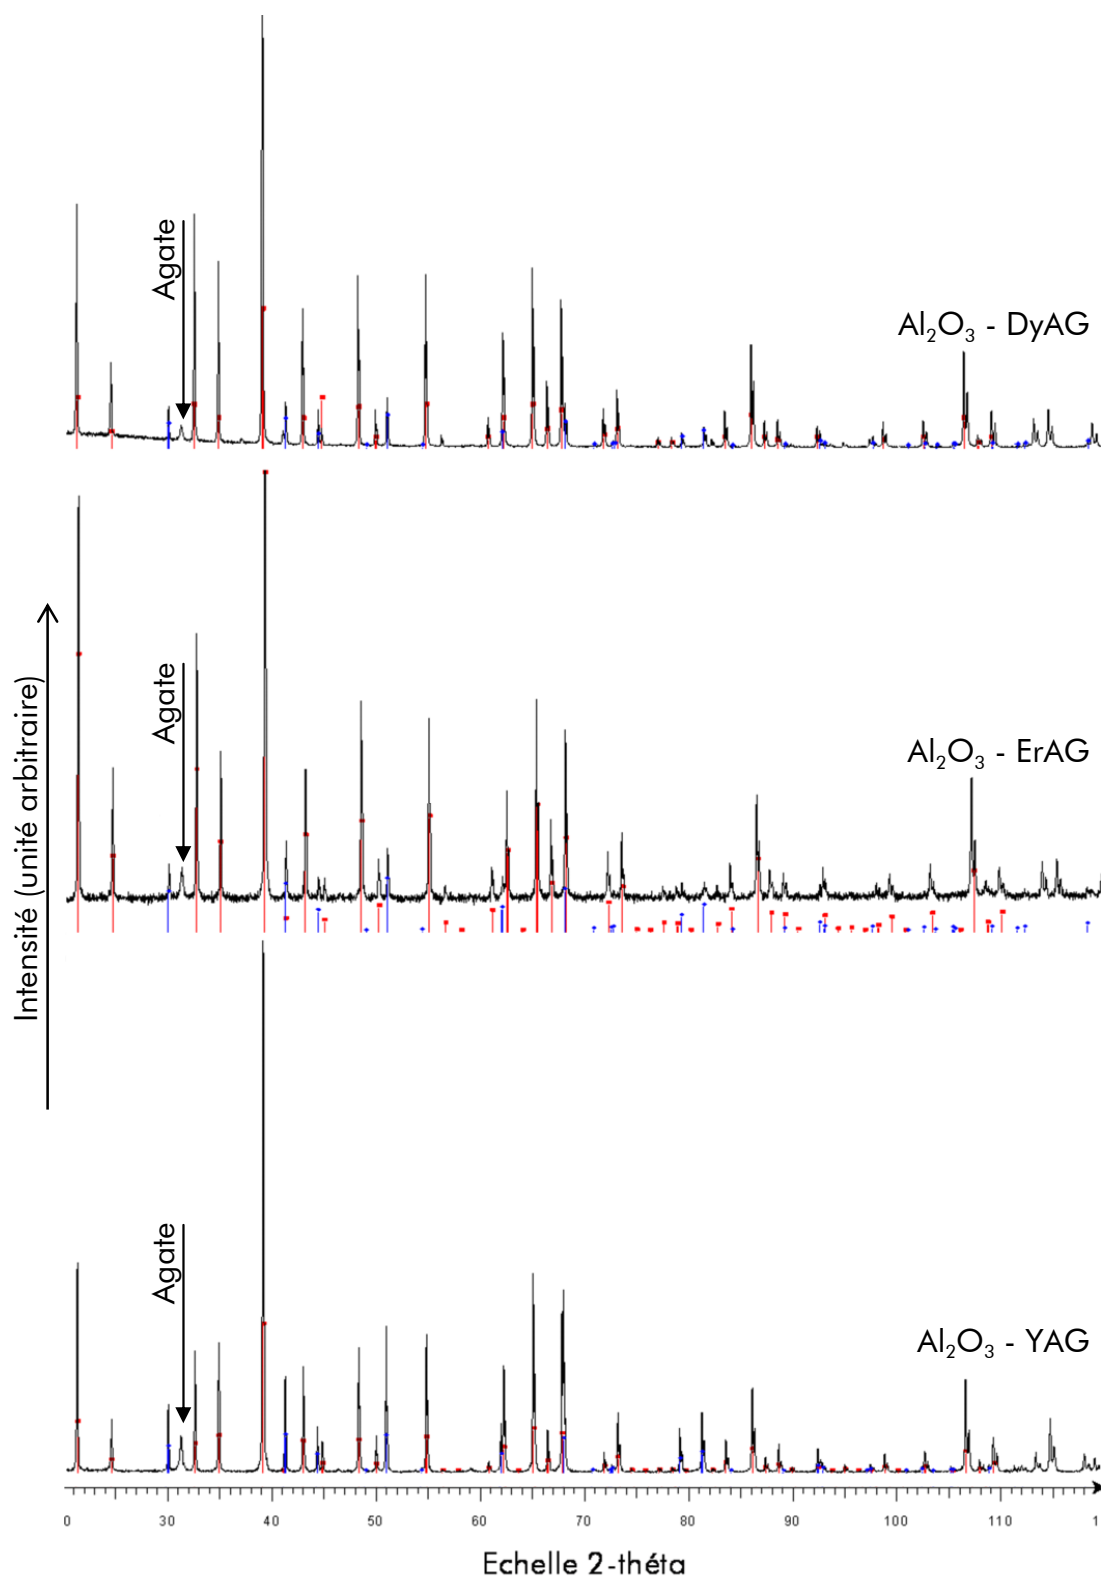 Agate
Al₂O₃ - DyAG
Agate
Al₂O₃ - ErAG
Intensité (unité arbitraire)
Agate
Al₂O₃ - YAG
0 30 40 50 60 70 80 90 100 110 1
Echelle 2-théta